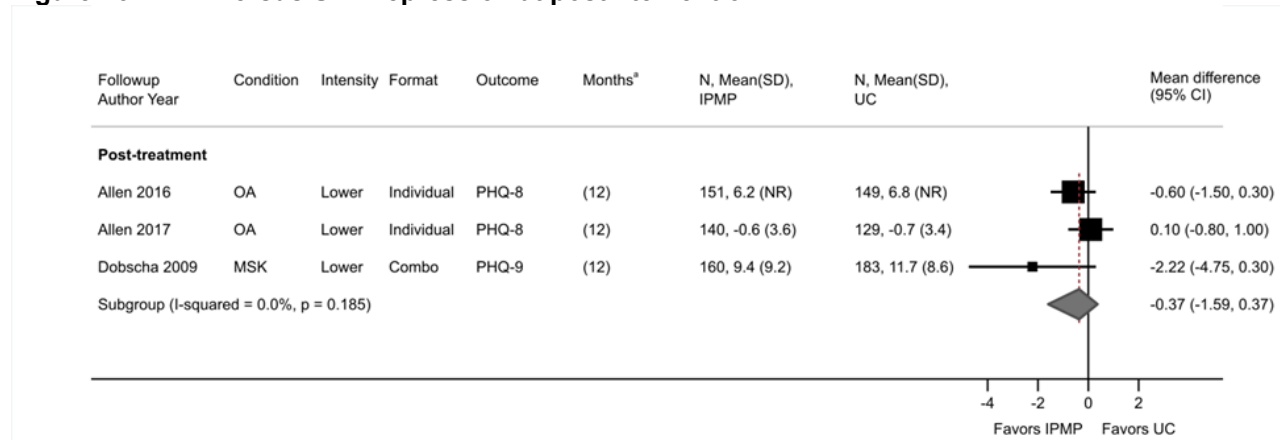 Followup Author Year Condition Intensity Format Outcome Monthsᵃ N, Mean(SD), IPMP N, Mean(SD), UC Mean difference (95% CI)
Post-treatment
Allen 2016 OA Lower Individual PHQ-8 (12) 151, 6.2 (NR) 149, 6.8 (NR) -0.60 (-1.50, 0.30)
Allen 2017 OA Lower Individual PHQ-8 (12) 140, -0.6 (3.6) 129, -0.7 (3.4) 0.10 (-0.80, 1.00)
Dobscha 2009 MSK Lower Combo PHQ-9 (12) 160, 9.4 (9.2) 183, 11.7 (8.6) -2.22 (-4.75, 0.30)
Subgroup (I-squared = 0.0%, p = 0.185) -0.37 (-1.59, 0.37)
-4 -2 0 2
Favors IPMP Favors UC